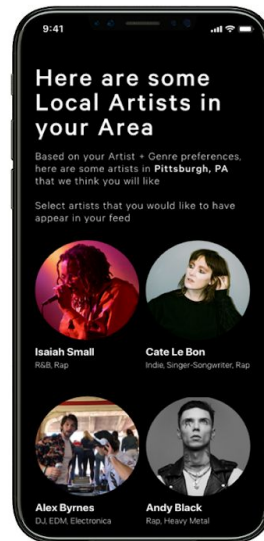 9:41
Here are some
Local Artists in
your Area
Based on your Artist + Genre preferences,
here are some artists in Pittsburgh, PA
that we think you will like
Select artists that you would like to have
appear in your feed
Isaiah Small
R&B, Rap
Cate Le Bon
Indie, Singer-Songwriter, Rap
Alex Byrnes
DJ, EDM, Electronica
Andy Black
Rap, Heavy Metal